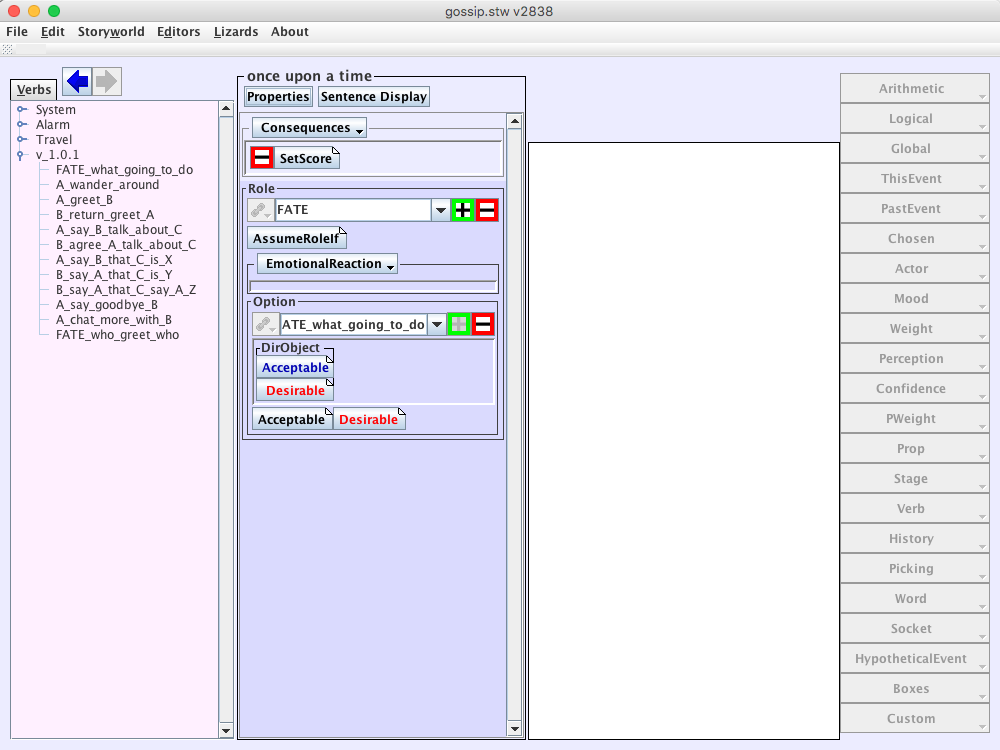 gossip.stw v2838
File Edit Storyworld Editors Lizards About
Verbs
System
Alarm
Travel
v_1.0.1
FATE_what_going_to_do
A_wander_around
A_greet_B
B_return_greet_A
A_say_B_talk_about_C
B_agree_A_talk_about_C
A_say_B_that_C_is_X
B_say_A_that_C_is_Y
B_say_A_that_C_say_A_Z
A_say_goodbye_B
A_chat_more_with_B
FATE_who_greet_who
once upon a time
Properties Sentence Display
Consequences
SetScore
Role
FATE
AssumeRoleIf
EmotionalReaction
Option
ATE_what_going_to_do
DirObject
Acceptable
Desirable
Acceptable Desirable
Arithmetic
Logical
Global
ThisEvent
PastEvent
Chosen
Actor
Mood
Weight
Perception
Confidence
PWeight
Prop
Stage
Verb
History
Picking
Word
Socket
HypotheticalEvent
Boxes
Custom